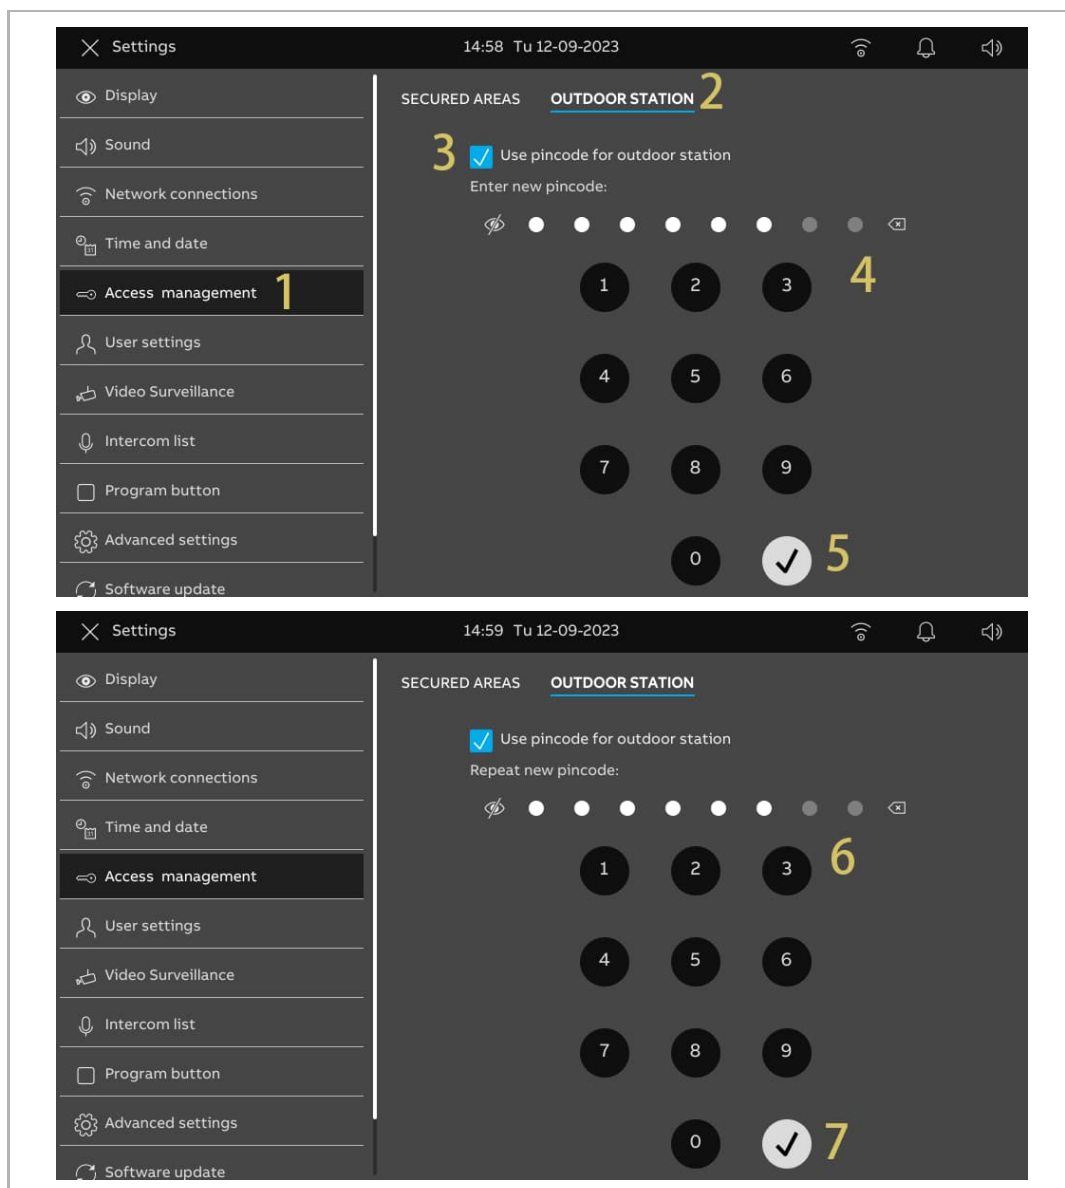 Settings
14:58 Tu 12-09-2023
Display
Sound
Network connections
Time and date
Access management 1
User settings
Video Surveillance
Intercom list
Program button
Advanced settings
Software update
SECURED AREAS OUTDOOR STATION 2
3 Use pincode for outdoor station
Enter new pincode:
4
1 2 3
4 5 6
7 8 9
0 5
Settings
14:59 Tu 12-09-2023
Display
Sound
Network connections
Time and date
Access management
User settings
Video Surveillance
Intercom list
Program button
Advanced settings
Software update
SECURED AREAS OUTDOOR STATION
Use pincode for outdoor station
Repeat new pincode:
1 2 3 6
4 5 6
7 8 9
0 7